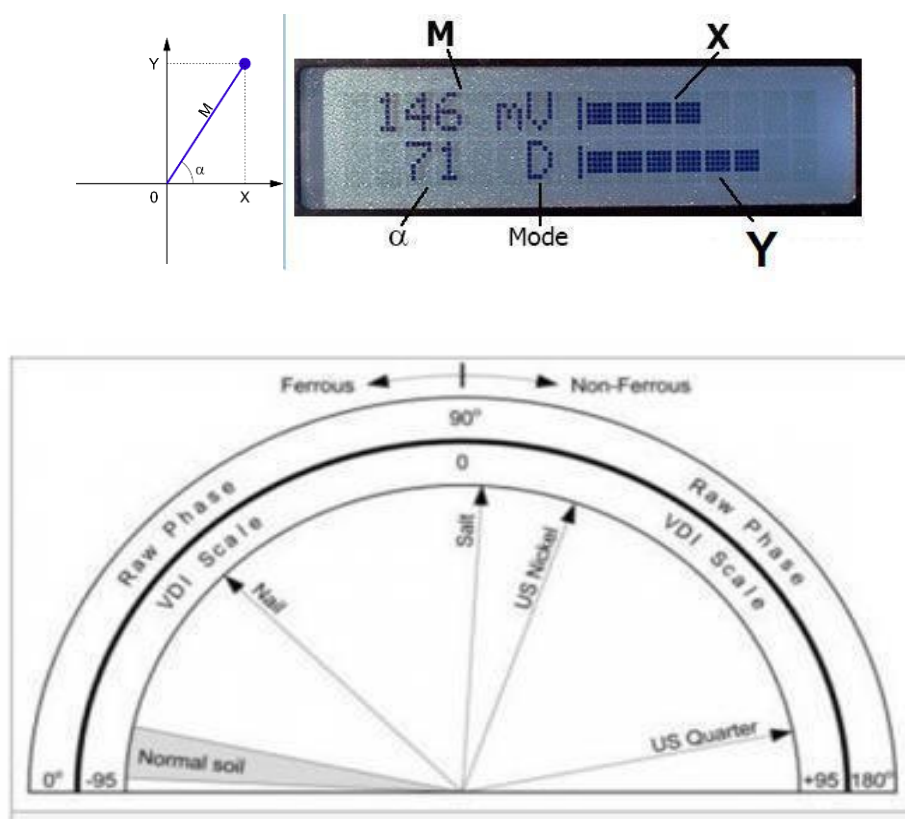 M
X
Y
M
α
0
X
146 mV
71 D
α
Mode
Y
Ferrous
Non-Ferrous
90°
0
Raw Phase
VDI Scale
Raw Phase
VDI Scale
Nail
Salt
US Nickel
US Quarter
Normal soil
0°
-95
+95
180°